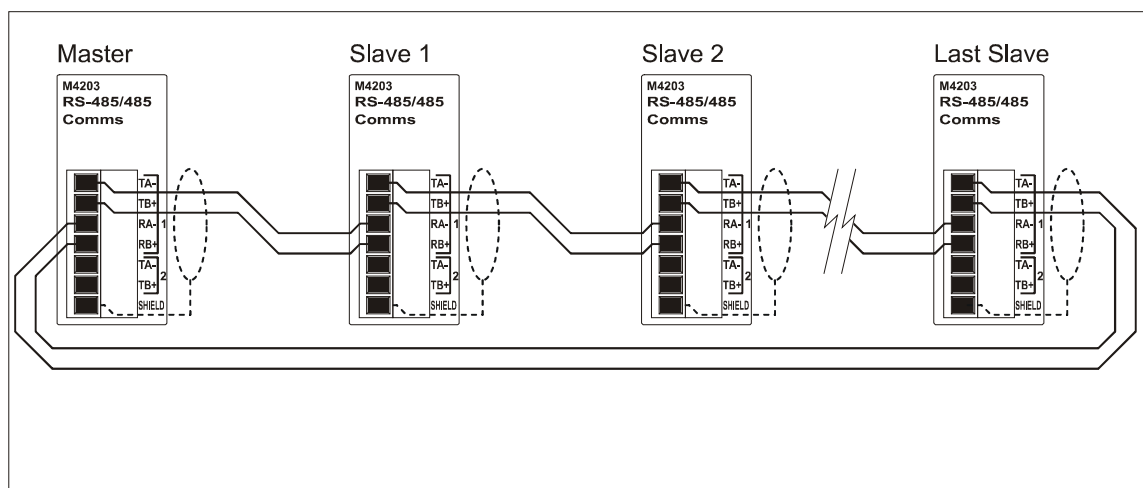 Master
M4203
RS-485/485
Comms
TA-
TB+
RA-
1
RB+
TA-
2
TB+
SHIELD
Slave 1
M4203
RS-485/485
Comms
TA-
TB+
RA-
1
RB+
TA-
2
TB+
SHIELD
Slave 2
M4203
RS-485/485
Comms
TA-
TB+
RA-
1
RB+
TA-
2
TB+
SHIELD
Last Slave
M4203
RS-485/485
Comms
TA-
TB+
RA-
1
RB+
TA-
2
TB+
SHIELD